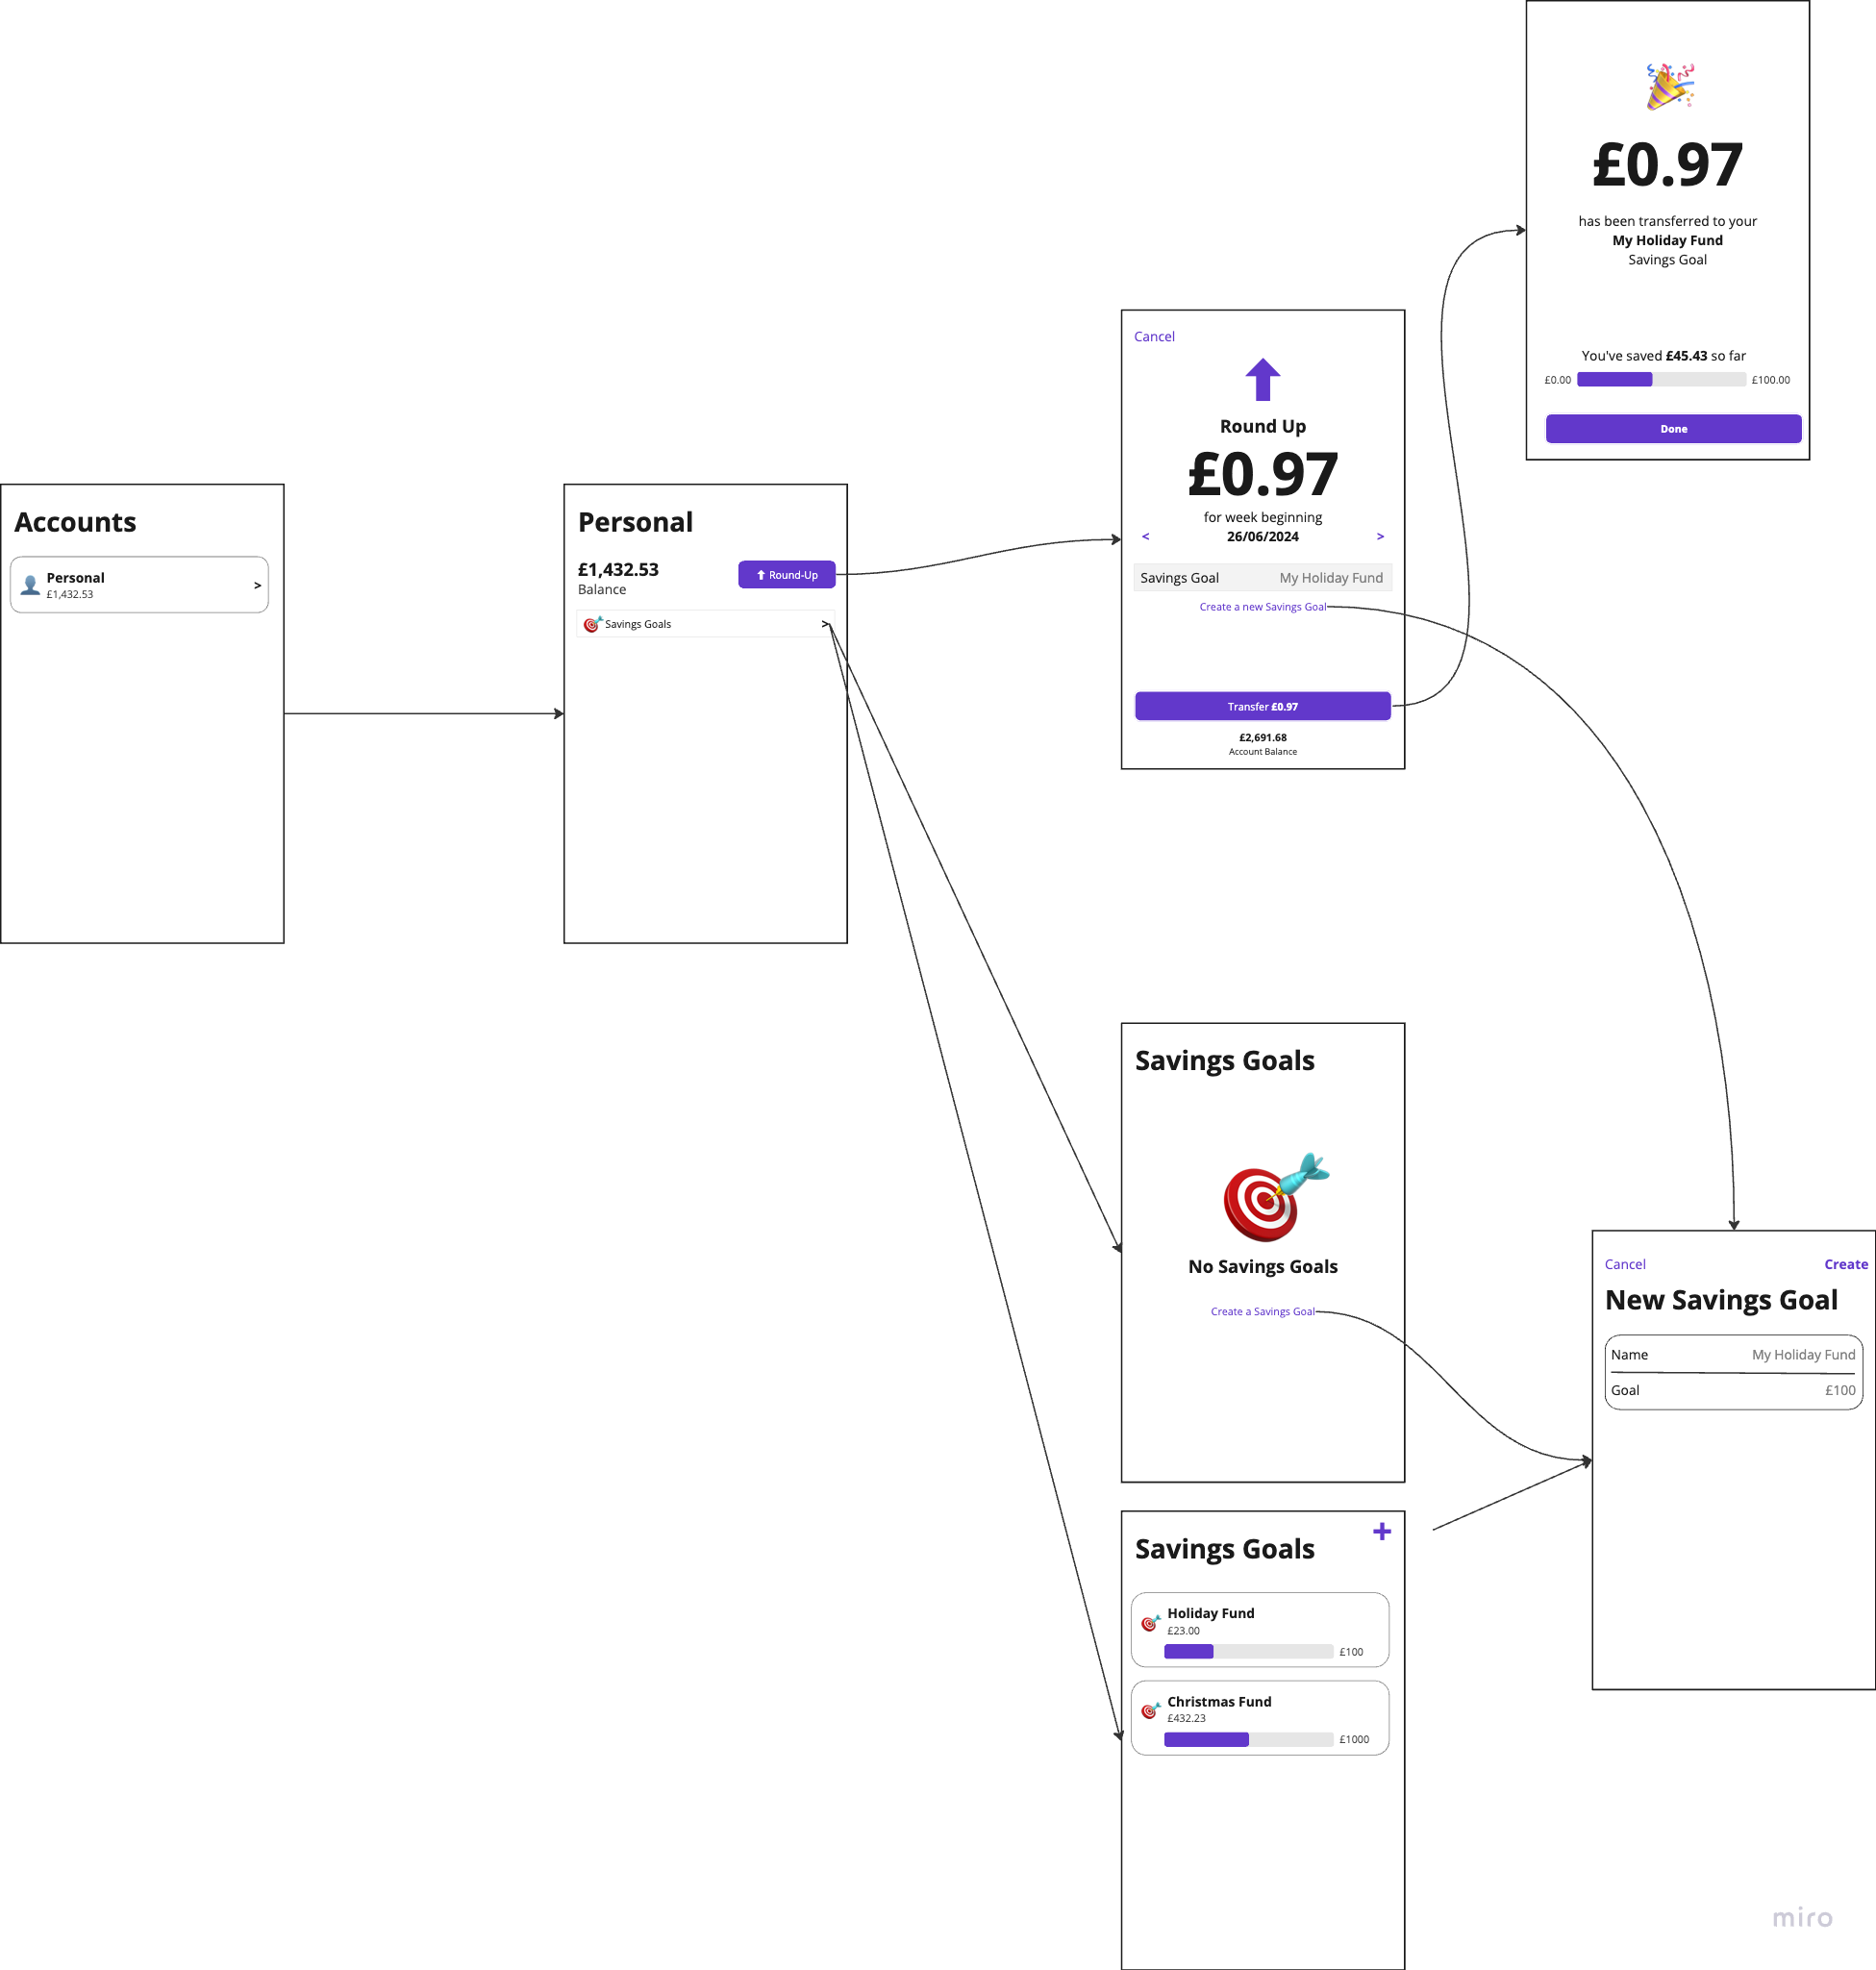 £0.97
has been transferred to your
My Holiday Fund
Savings Goal
You've saved £45.43 so far
£0.00
£100.00
Done
Cancel
Round Up
£0.97
for week beginning
< 26/06/2024 >
Savings Goal My Holiday Fund
Create a new Savings Goal
Transfer £0.97
£2,691.68
Account Balance
Accounts
Personal
£1,432.53
>
Personal
£1,432.53
Balance
Round-Up
Savings Goals >
Savings Goals
No Savings Goals
Create a Savings Goal
Cancel Create
New Savings Goal
Name My Holiday Fund
Goal £100
Savings Goals
+
Holiday Fund
£23.00
£100
Christmas Fund
£432.23
£1000
miro